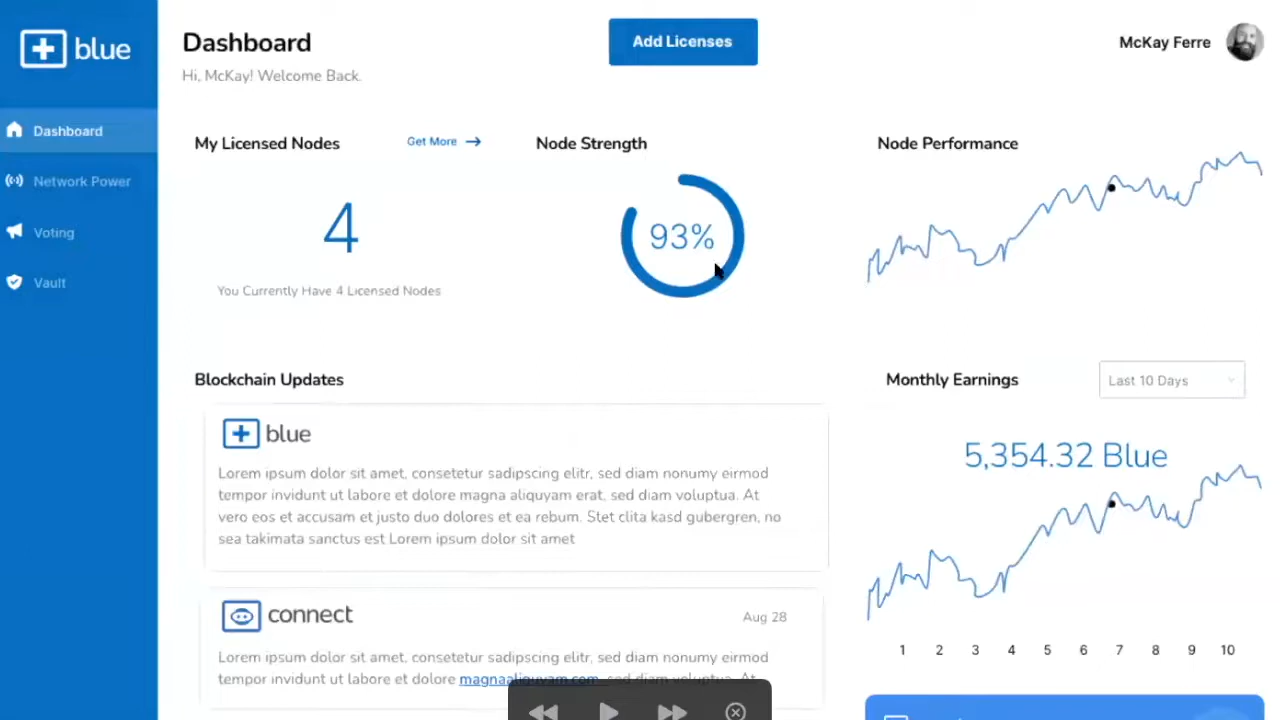 blue
Dashboard
Network Power
Voting
Vault
Dashboard
Hi, McKay! Welcome Back.
Add Licenses
McKay Ferre
My Licensed Nodes
Get More
4
You Currently Have 4 Licensed Nodes
Node Strength
93%
Node Performance
Blockchain Updates
blue
Lorem ipsum dolor sit amet, consetetur sadipscing elitr, sed diam nonumy eirmod
tempor invidunt ut labore et dolore magna aliquyam erat, sed diam voluptua. At
vero eos et accusam et justo duo dolores et ea rebum. Stet clita kasd gubergren, no
sea takimata sanctus est Lorem ipsum dolor sit amet
connect
Aug 28
Lorem ipsum dolor sit amet, consetetur sadipscing elitr, sed diam nonumy eirmod
tempor invidunt ut labore et dolore magnaaliquyam.com, sed diam voluptua. At
Monthly Earnings
Last 10 Days
5,354.32 Blue
1 2 3 4 5 6 7 8 9 10